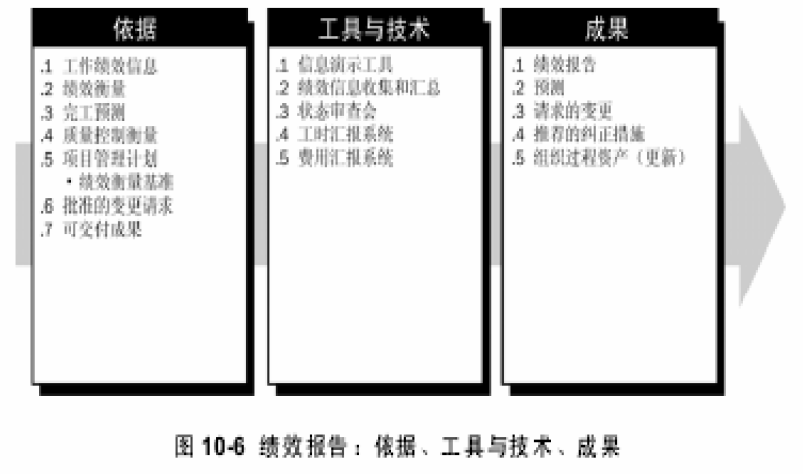 依据
.1 工作绩效信息
.2 绩效衡量
.3 完工预测
.4 质量控制衡量
.5 项目管理计划
・绩效衡量基准
.6 批准的变更请求
.7 可交付成果
工具与技术
.1 信息演示工具
.2 绩效信息收集和汇总
.3 状态审查会
.4 工时汇报系统
.5 费用汇报系统
成果
.1 绩效报告
.2 预测
.3 请求的变更
.4 推荐的纠正措施
.5 组织过程资产（更新）
图 10-6 绩效报告：依据、工具与技术、成果